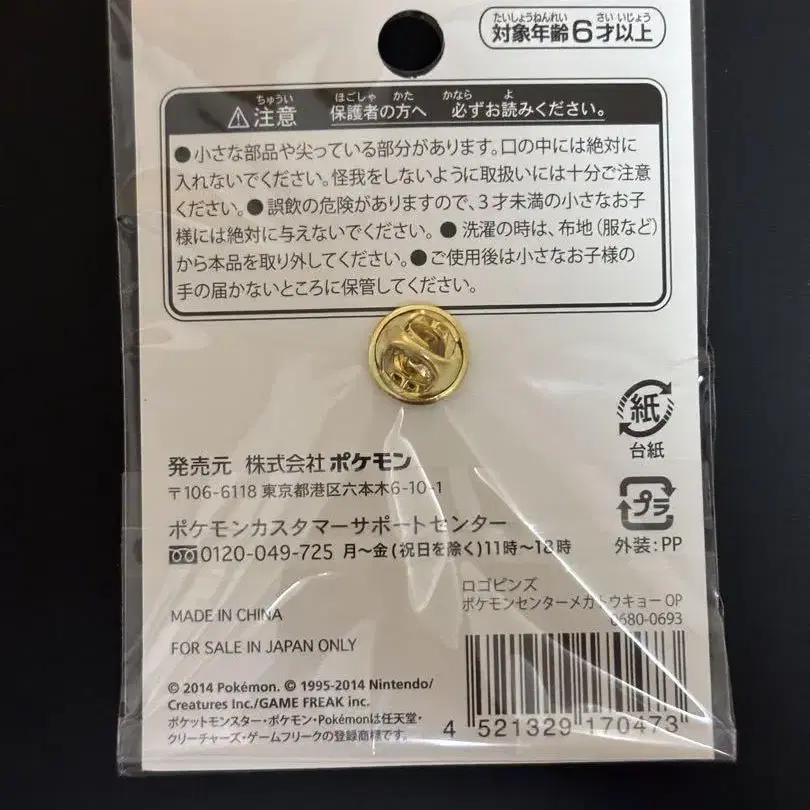 たいしょうねんれい さい いじょう
対象年齢6才以上
ちゅうい ほごしゃ かた かなら よ
⚠注意 保護者の方へ 必ずお読みください。
●小さな部品や尖っている部分があります。口の中には絶対に
入れないでください。怪我をしないように取扱いには十分ご注意
ください。●誤飲の危険がありますので、3才未満の小さなお子
様には絶対に与えないでください。●洗濯の時は、布地(服など)
から本品を取り外してください。●ご使用後は小さなお子様の
手の届かないところに保管してください。
紙
台紙
発売元 株式会社ポケモン
〒106-6118 東京都港区六本木6-10-1
プラ
外装:PP
ポケモンカスタマーサポートセンター
0120-049-725 月〜金(祝日を除く)11時〜18時
ロゴピンズ
ポケモンセンターメガトウキョーOP
0680-0693
MADE IN CHINA
FOR SALE IN JAPAN ONLY
© 2014 Pokémon. © 1995-2014 Nintendo/
Creatures Inc./GAME FREAK inc.
ポケットモンスター・ポケモン・Pokémonは任天堂・
クリーチャーズ・ゲームフリークの登録商標です。
4 521329 170473